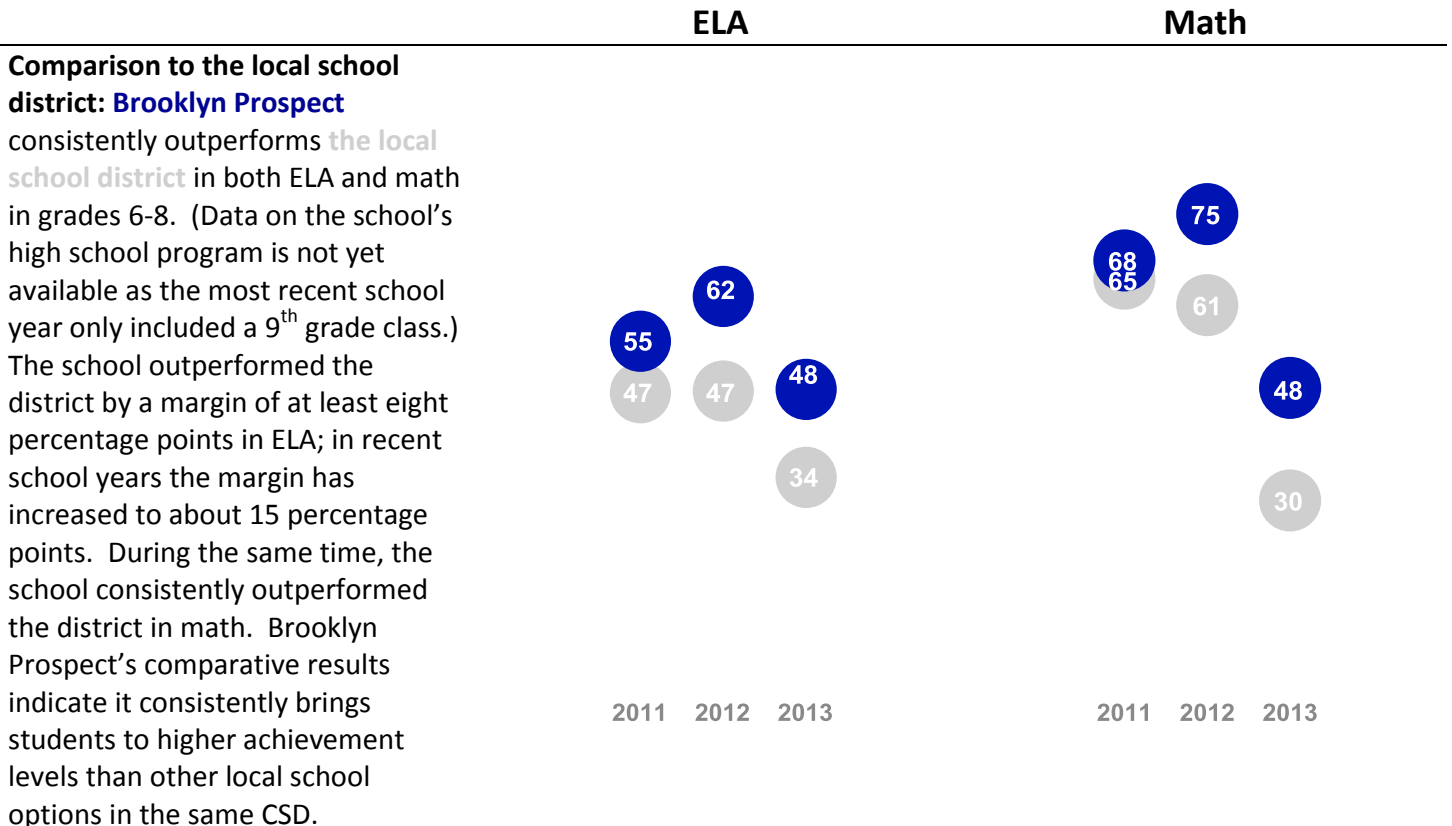 ELA Math
Comparison to the local school
district: Brooklyn Prospect
consistently outperforms the local
school district in both ELA and math
in grades 6-8. (Data on the school's
high school program is not yet
available as the most recent school
year only included a 9th grade class.)
The school outperformed the
district by a margin of at least eight
percentage points in ELA; in recent
school years the margin has
increased to about 15 percentage
points. During the same time, the
school consistently outperformed
the district in math. Brooklyn
Prospect's comparative results
indicate it consistently brings
students to higher achievement
levels than other local school
options in the same CSD.
55
62
48
47
47
34
2011 2012 2013
68
75
48
65
61
30
2011 2012 2013